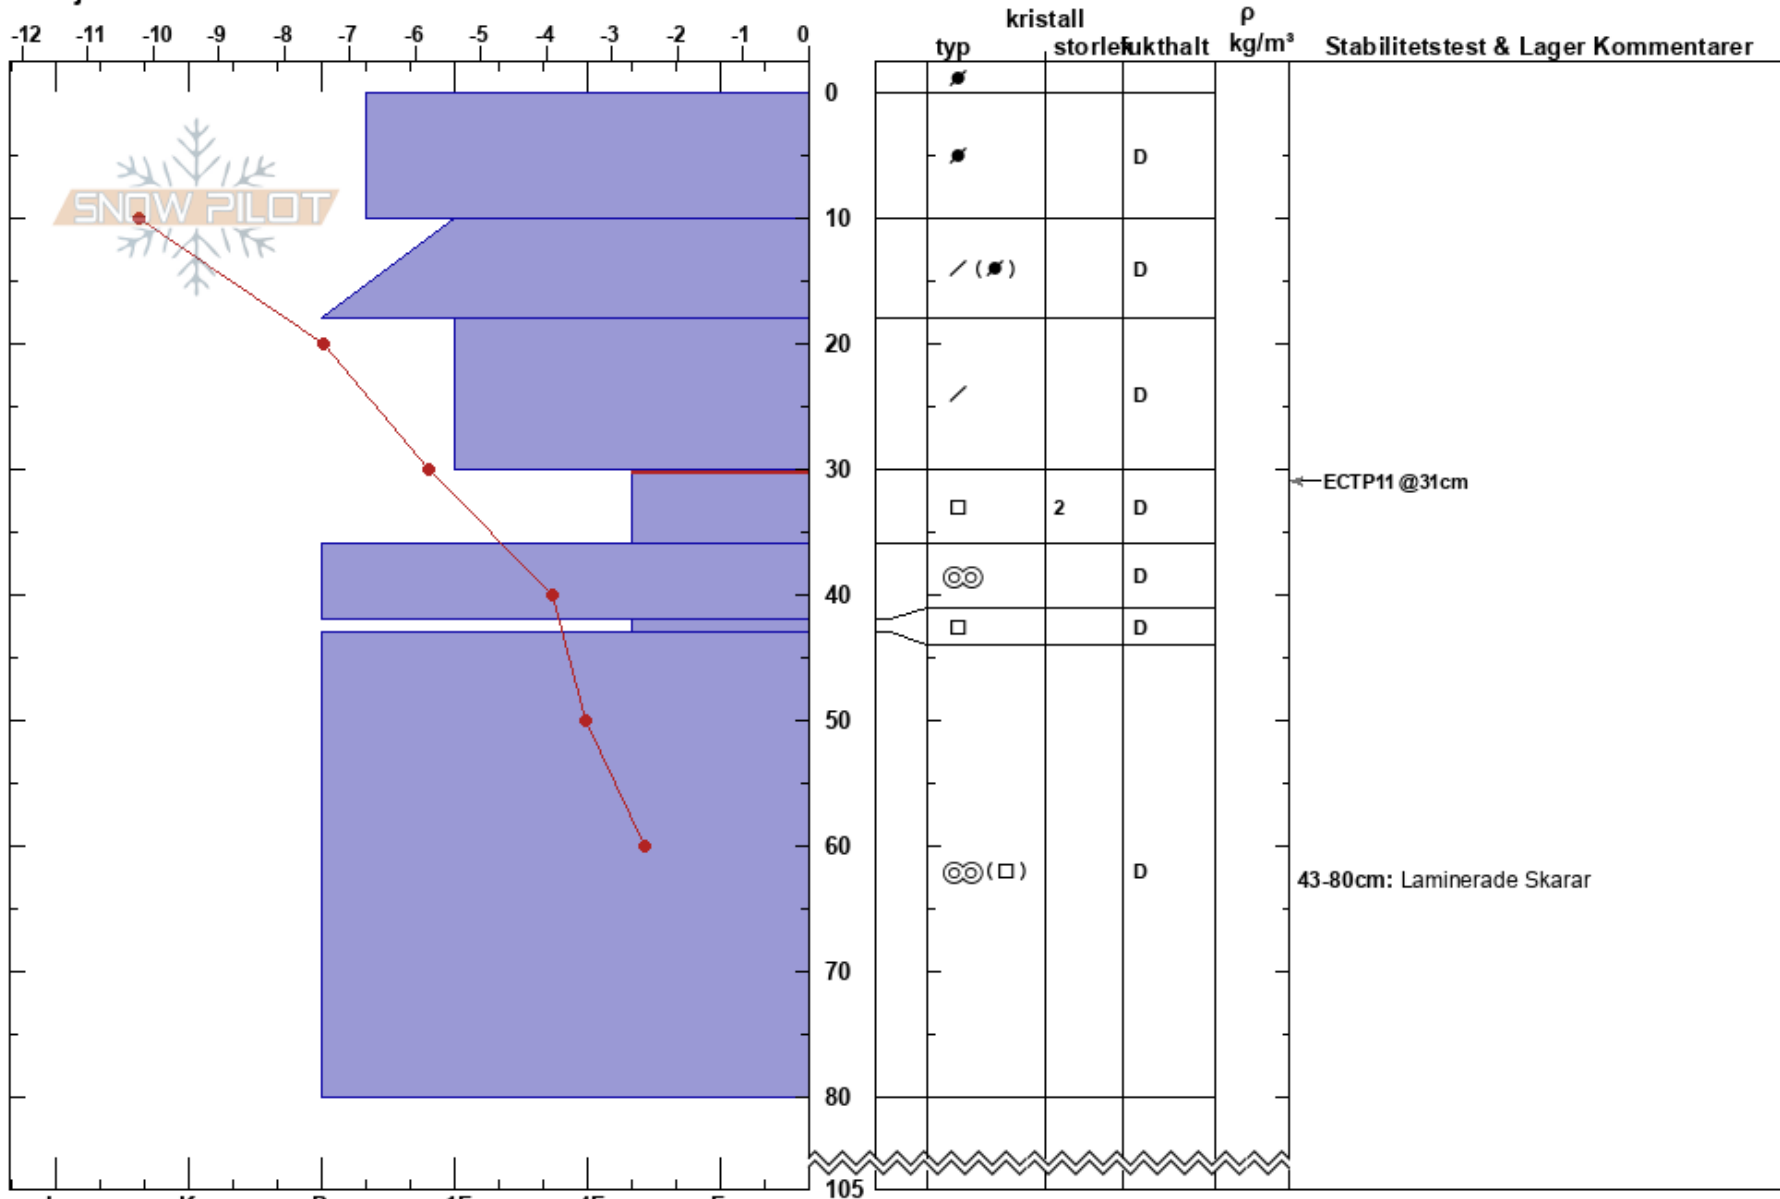 kristall ρ
-12 -11 -10 -9 -8 -7 -6 -5 -4 -3 -2 -1 0 typ storlek fukthalt kg/m³ Stabilitetstest & Lager Kommentarer
0
D
SNOW PILOT
10
( ) D
20
D
30
ECTP11 @31cm
2 D
D
40
D
50
60
( ) D
43-80cm: Laminerade Skarar
70
80
105